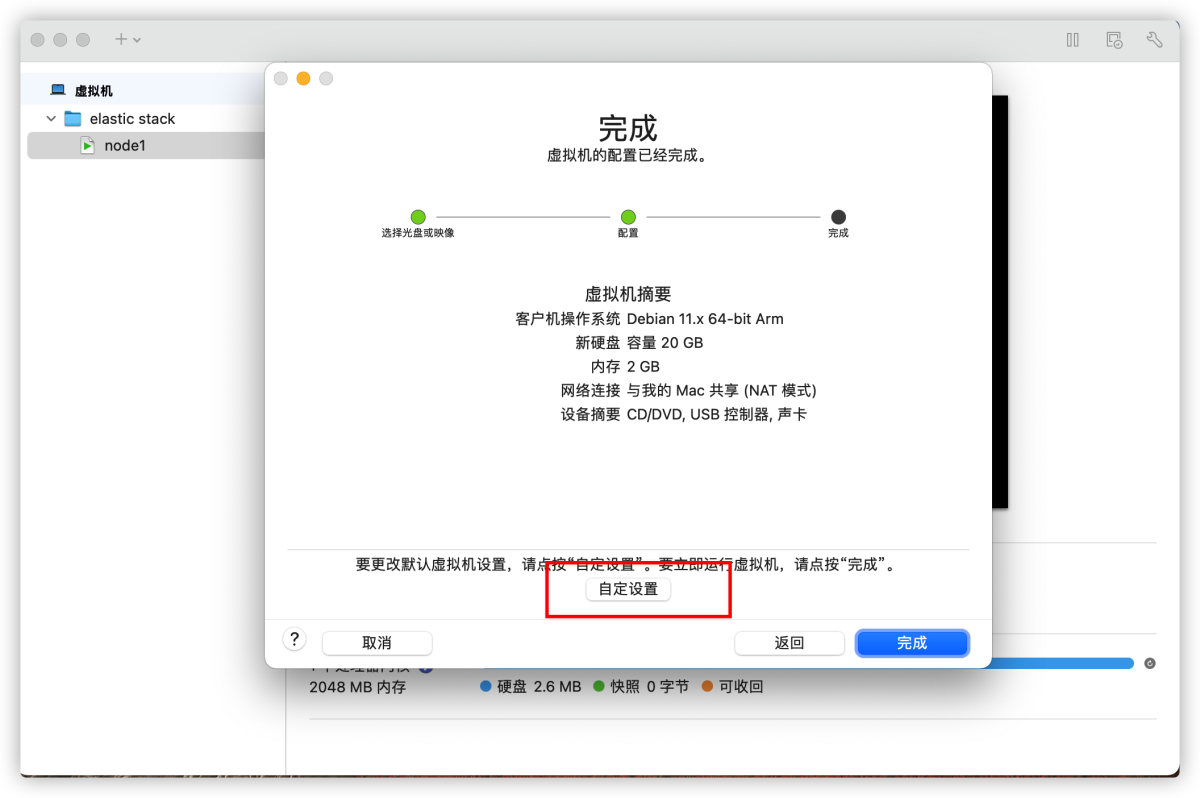 虚拟机
elastic stack
node1
完成
虚拟机的配置已经完成。
选择光盘或映像
配置
完成
虚拟机摘要
客户机操作系统 Debian 11.x 64-bit Arm
新硬盘 容量 20 GB
内存 2 GB
网络连接 与我的 Mac 共享 (NAT 模式)
设备摘要 CD/DVD, USB 控制器, 声卡
要更改默认虚拟机设置，请点按“自定设置”。要立即运行虚拟机，请点按“完成”。
自定设置
?
取消
返回
完成
2048 MB 内存
硬盘 2.6 MB
快照 0 字节
可收回